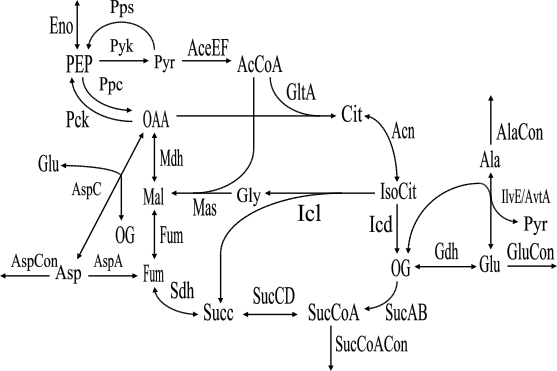 Pps
Eno
Pyk
AceEF
PEP
Pyr
AcCoA
Ppc
GltA
Pck
OAA
Cit
AlaCon
Acn
Glu
Mdh
Ala
AspC
Mal
Mas
Gly
IsoCit
IlvE/AvtA
Icl
Icd
Pyr
OG
Fum
Gdh
GluCon
AspCon
Asp
AspA
Fum
OG
Glu
Sdh
SucCD
Succ
SucCoA
SucAB
SucCoACon